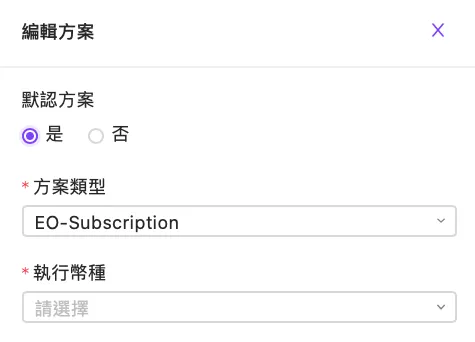 編輯方案
默認方案
是 否
* 方案類型
EO-Subscription
* 執行幣種
請選擇